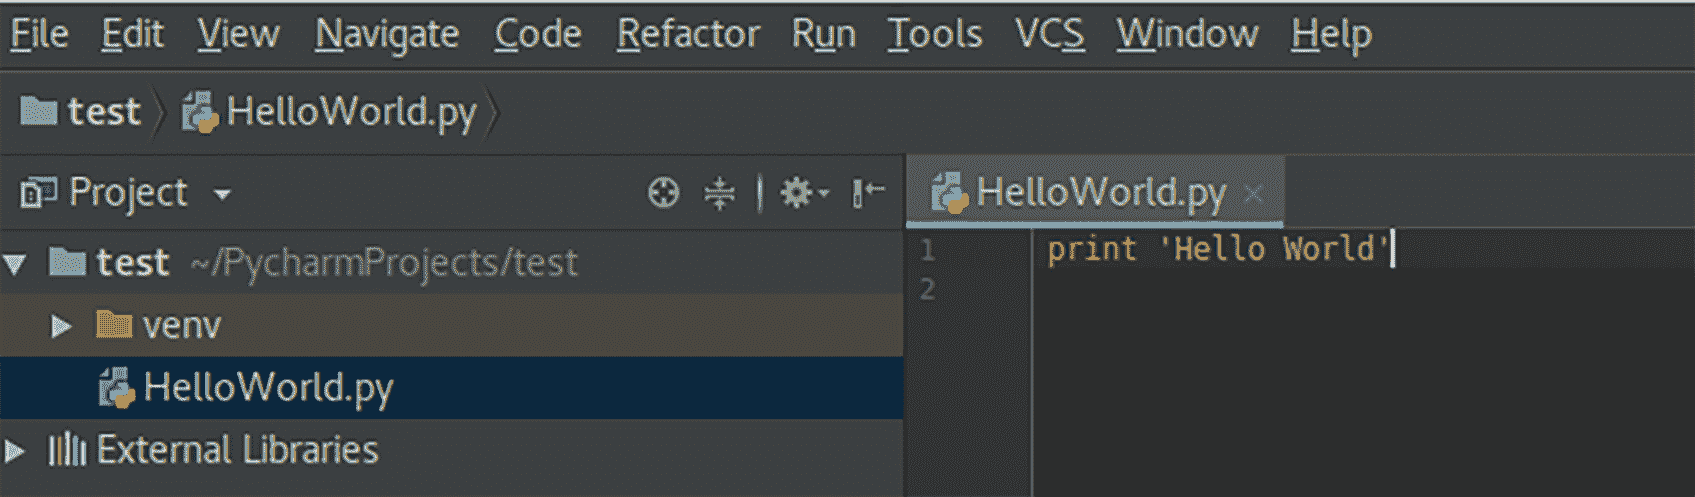 File Edit View Navigate Code Refactor Run Tools VCS Window Help
test HelloWorld.py
Project
HelloWorld.py
test ~/PycharmProjects/test
venv
HelloWorld.py
External Libraries
1 print 'Hello World'
2